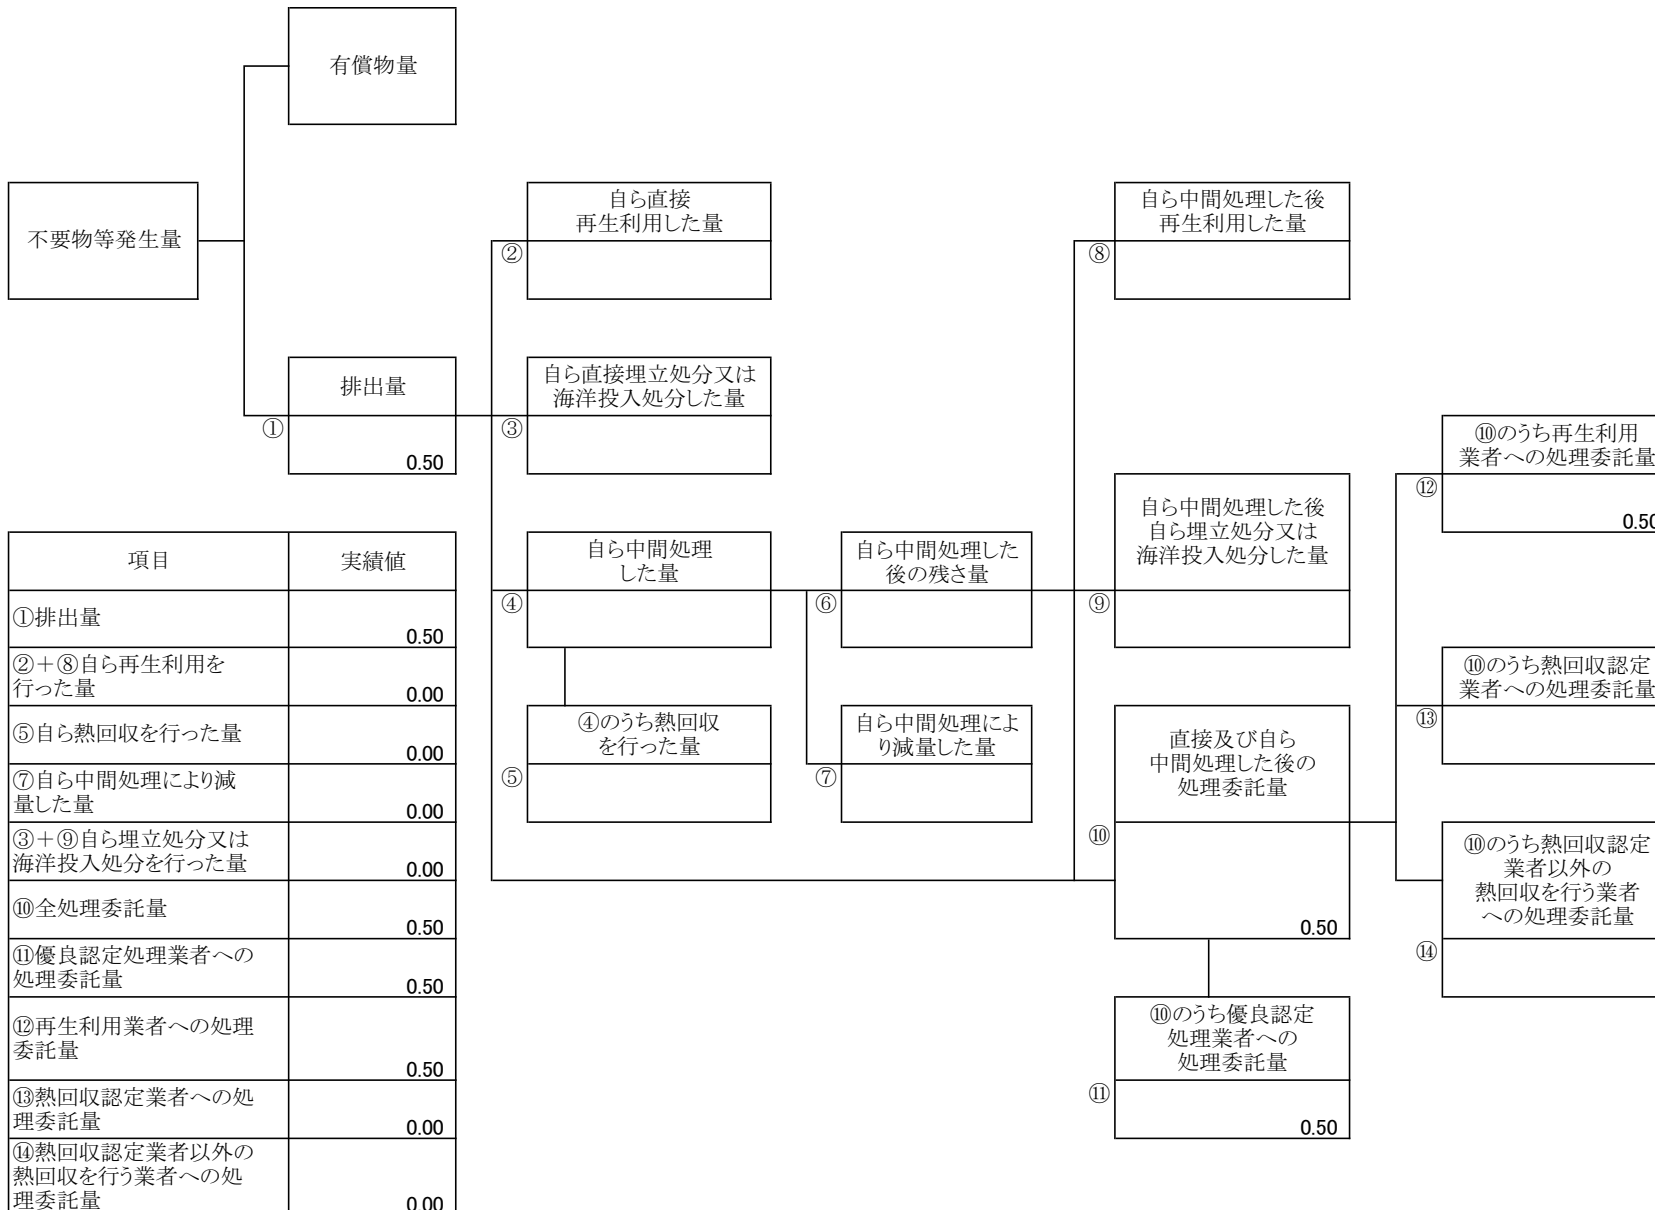 有償物量
不要物等発生量
自ら直接
再生利用した量
②
自ら中間処理した後
再生利用した量
⑧
排出量
①
0.50
自ら直接埋立処分又は
海洋投入処分した量
③
⑩のうち再生利用
業者への処理委託量
⑫
0.50
自ら中間処理した後
自ら埋立処分又は
海洋投入処分した量
⑨
自ら中間処理
した量
④
自ら中間処理した
後の残さ量
⑥
④のうち熱回収
を行った量
⑤
自ら中間処理によ
り減量した量
⑦
直接及び自ら
中間処理した後の
処理委託量
⑩
0.50
⑩のうち熱回収認定
業者への処理委託量
⑬
⑩のうち熱回収認定
業者以外の
熱回収を行う業者
への処理委託量
⑭
⑩のうち優良認定
処理業者への
処理委託量
⑪
0.50
項目 実績値
①排出量
0.50
②+⑧自ら再生利用を
行った量
0.00
⑤自ら熱回収を行った量
0.00
⑦自ら中間処理により減
量した量
0.00
③+⑨自ら埋立処分又は
海洋投入処分を行った量
0.00
⑩全処理委託量
0.50
⑪優良認定処理業者への
処理委託量
0.50
⑫再生利用業者への処理
委託量
0.50
⑬熱回収認定業者への処
理委託量
0.00
⑭熱回収認定業者以外の
熱回収を行う業者への処
理委託量
0.00